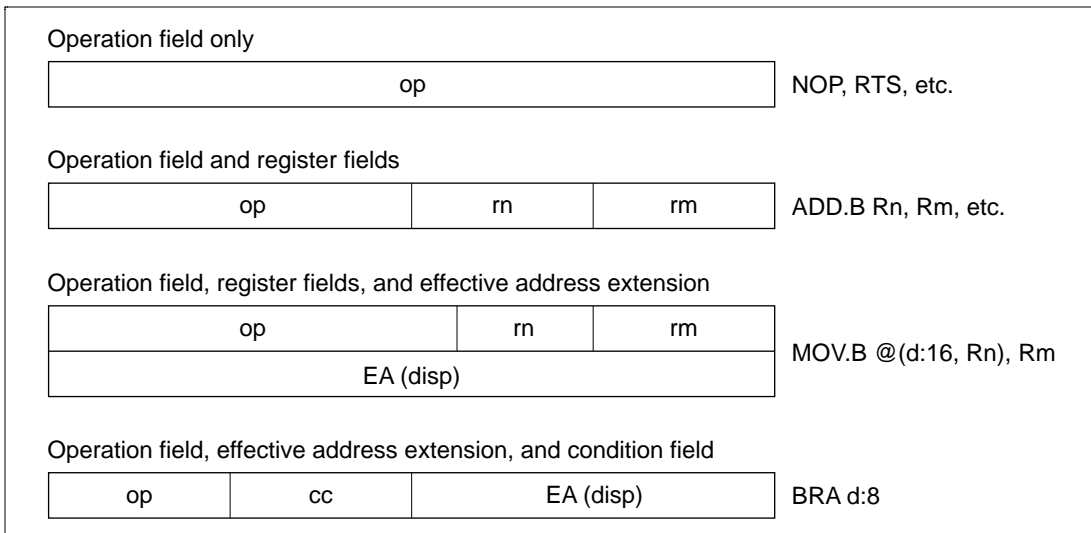 Operation field only
op NOP, RTS, etc.
Operation field and register fields
op rn rm ADD.B Rn, Rm, etc.
Operation field, register fields, and effective address extension
op rn rm
MOV.B @(d:16, Rn), Rm
EA (disp)
Operation field, effective address extension, and condition field
op cc EA (disp) BRA d:8